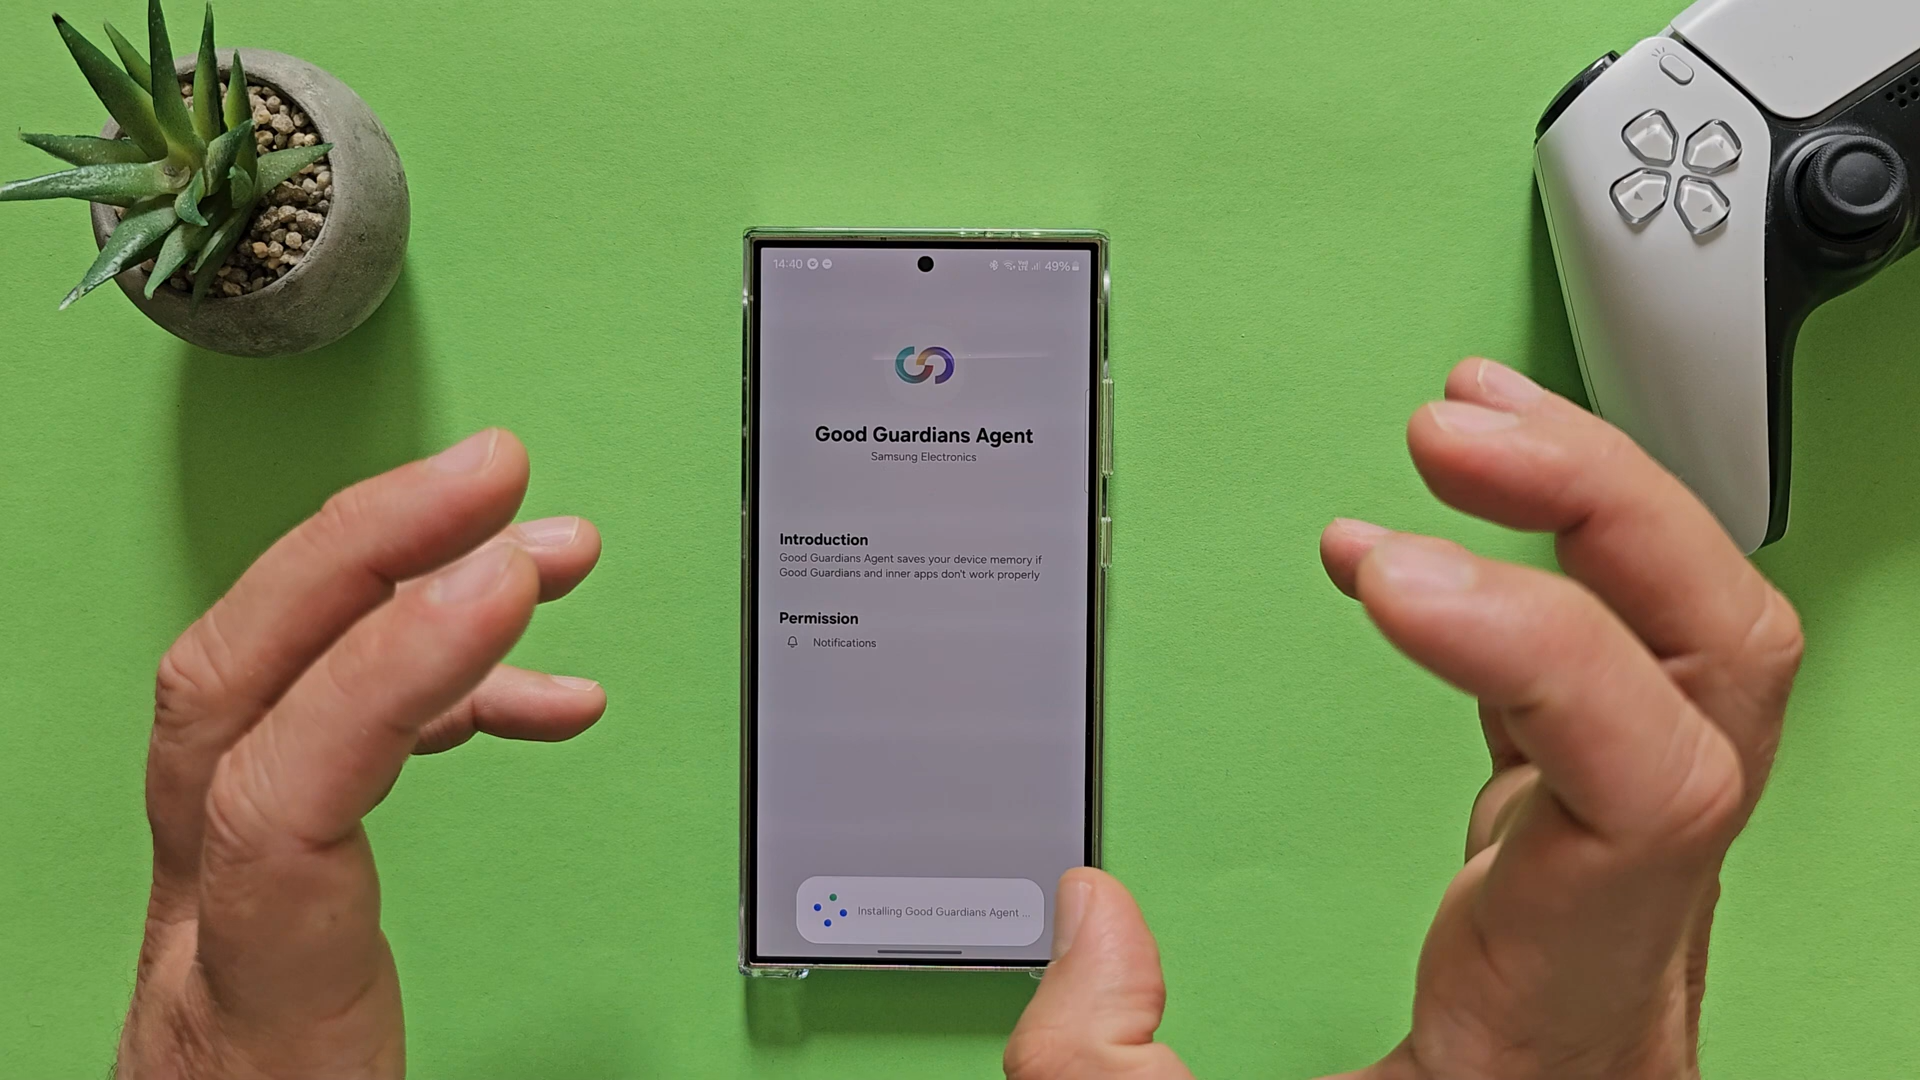 14:40
49%
Good Guardians Agent
Samsung Electronics
Introduction
Good Guardians Agent saves your device memory if
Good Guardians and inner apps don't work properly
Permission
Notifications
Installing Good Guardians Agent ...